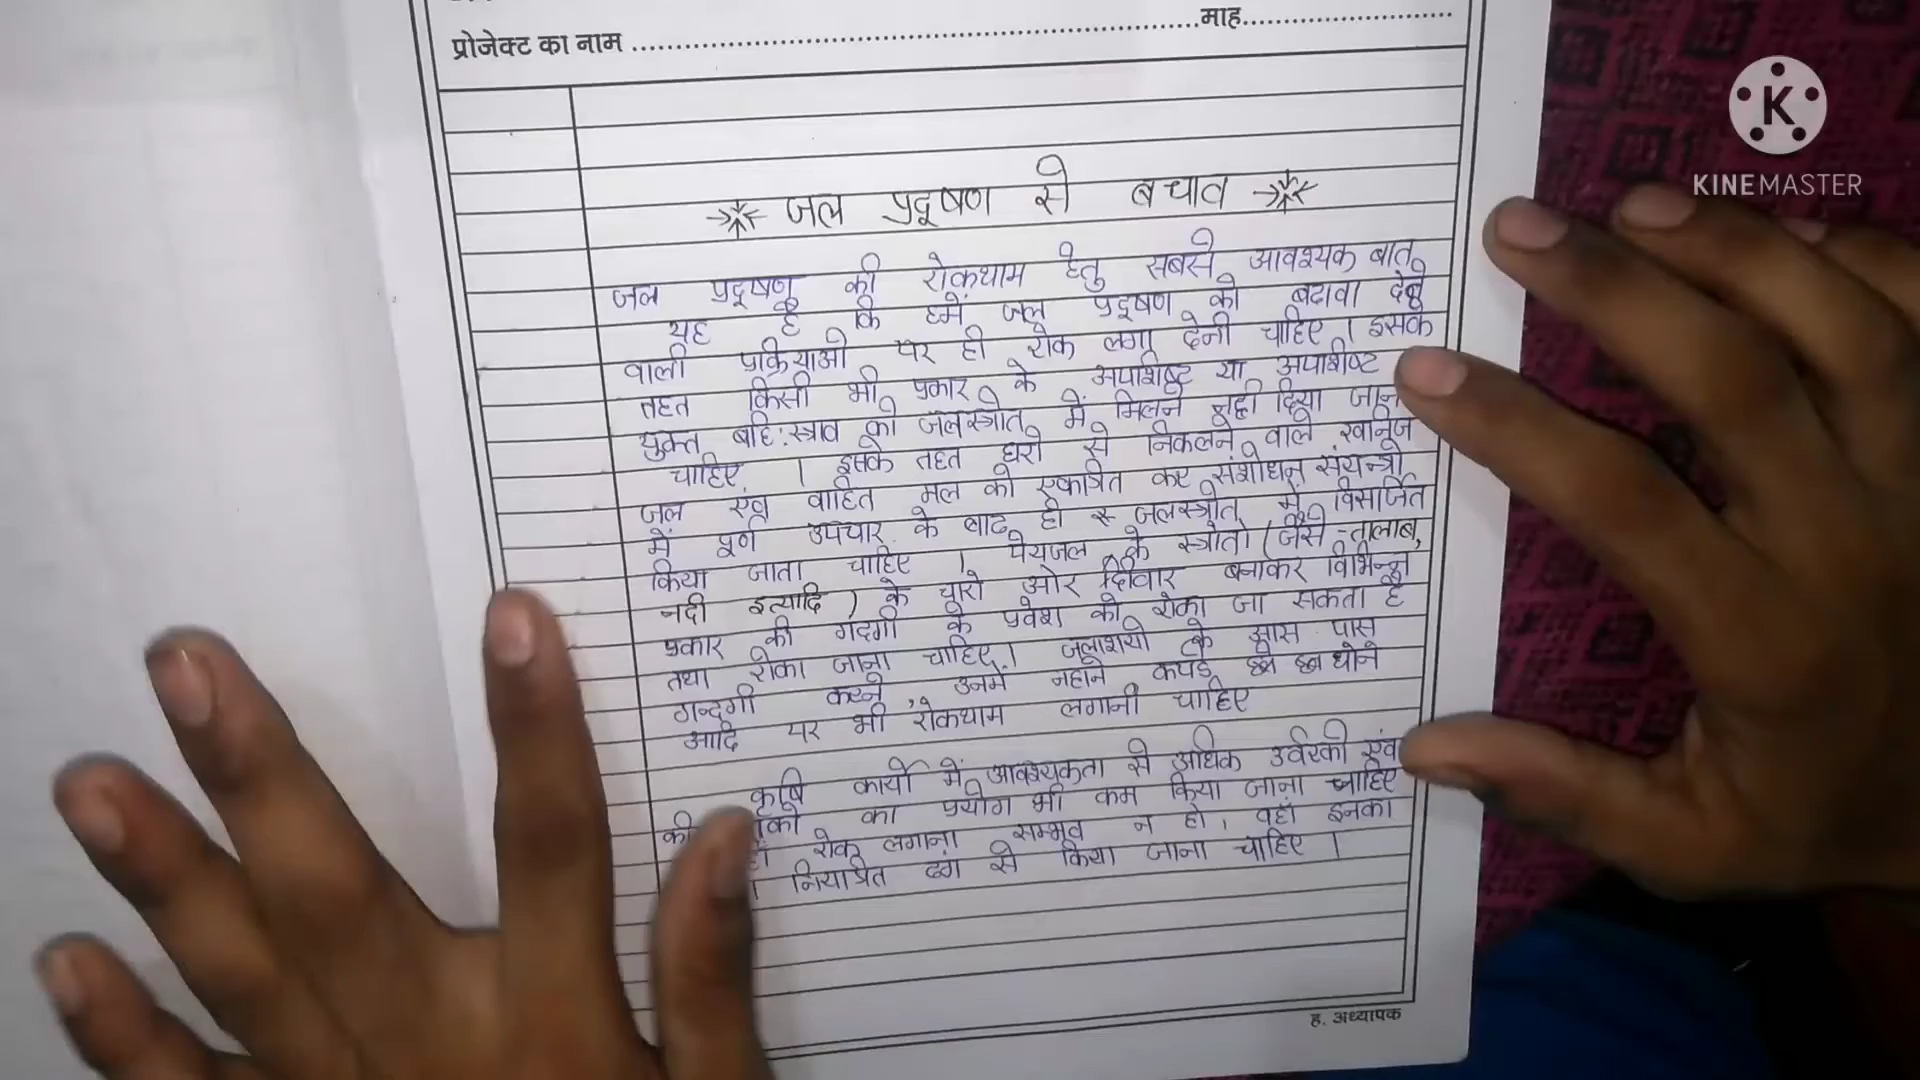 माह
प्रोजेक्ट का नाम
K
KINEMASTER
जल प्रदूषण से बचाव
जल प्रदूषण की रोकथाम हेतु सबसे आवश्यक बात
यह है कि हमें जल प्रदूषण को बढावा देने
वाली प्रक्रियाओ पर ही रोक लगा देनी चाहिए । इसके
तहत किसी भी प्रकार के अपशिष्ट या अपशिष्ट
युक्त बहि:स्त्राव को जलस्त्रोत में मिलने नही दिया जाना
चाहिए । इसके तहत घरो से निकलने वाले खनिज
जल एंव वाहित मल को एकत्रित कर संशोधन संयन्त्रो
में पूर्ण उपचार के बाद ही जलस्त्रोत में विसर्जित
किया जाता चाहिए । पेयजल के स्त्रोतो (जैसे - तालाब,
नदी इत्यादि ) के चारो ओर दीवार बनाकर विभिन्न
प्रकार की गंदगी के प्रवेश को रोका जा सकता है
तथा रोका जाना चाहिए । जलाशयो के आस पास
गन्दगी करने, उनमें नहाने कपडे धोने
आदि पर भी रोकथाम लगानी चाहिए
कृषि कार्यो में आवश्यकता से अधिक उर्वरको एंव
का प्रयोग भी कम किया जाना चाहिए
रोक लगाना सम्भव न हो, वहाँ इनका
नियंत्रित ढंग से किया जाना चाहिए ।
ह. अध्यापक